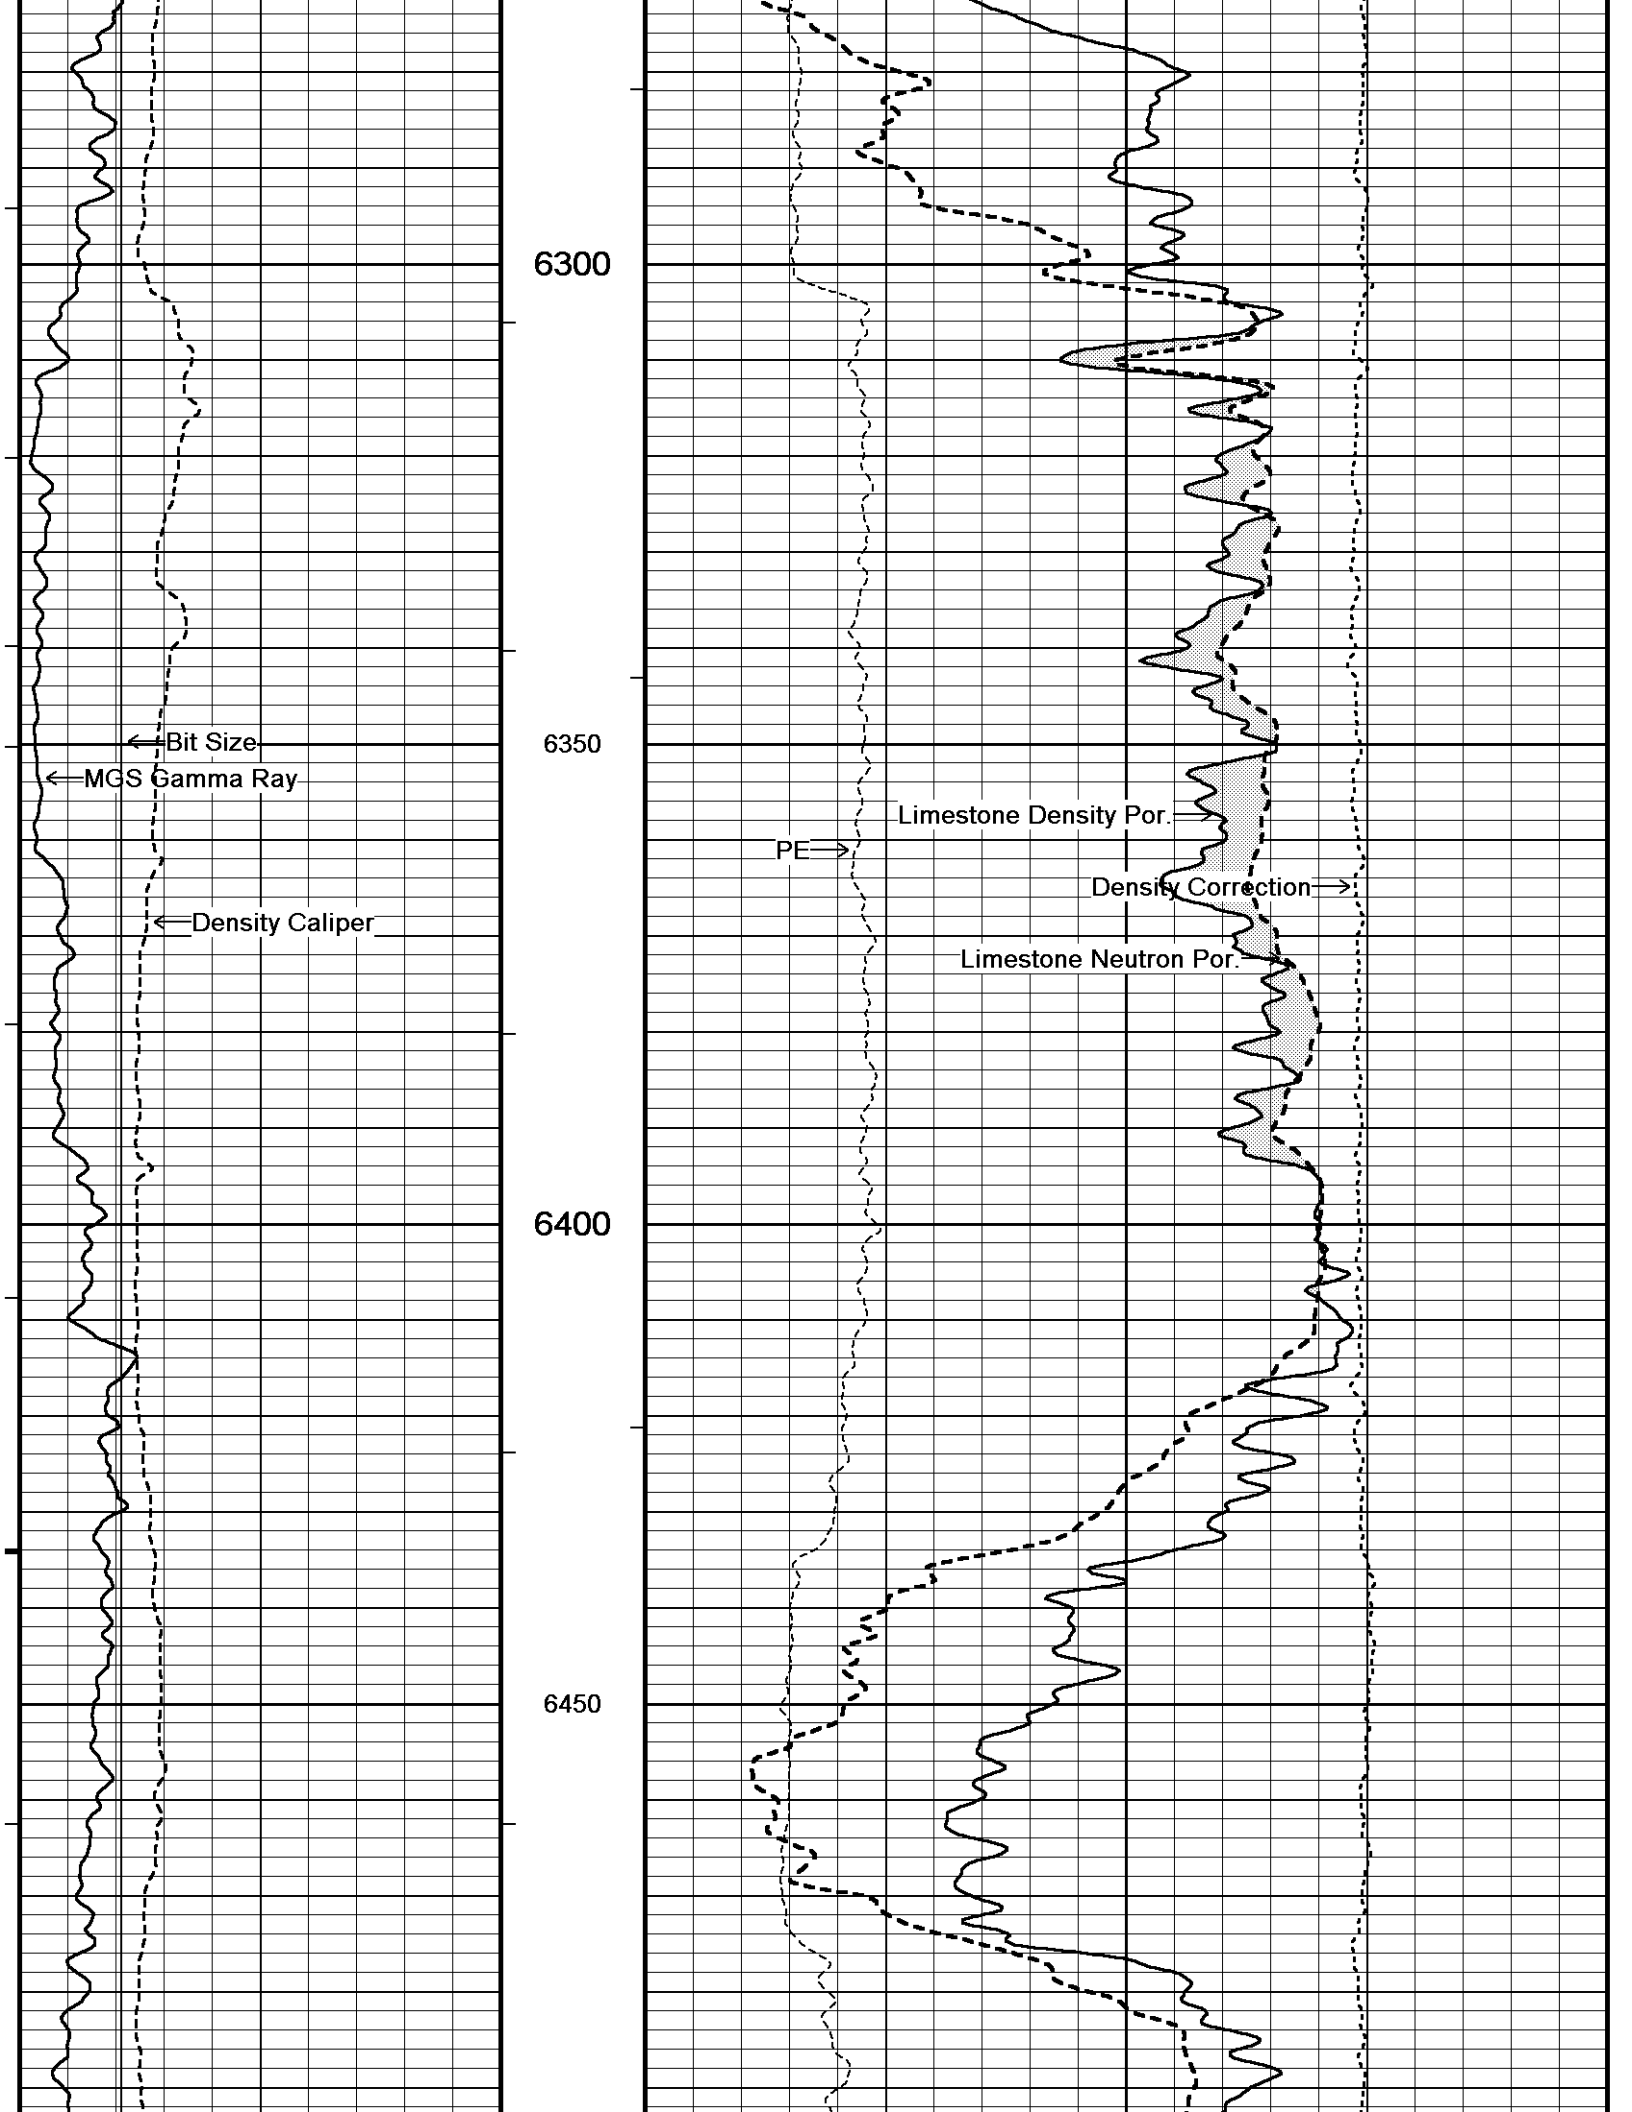 6300
Bit Size
6350
MGS Gamma Ray
Limestone Density Por.
PE
Density Correction
Density Caliper
Limestone Neutron Por.
6400
6450